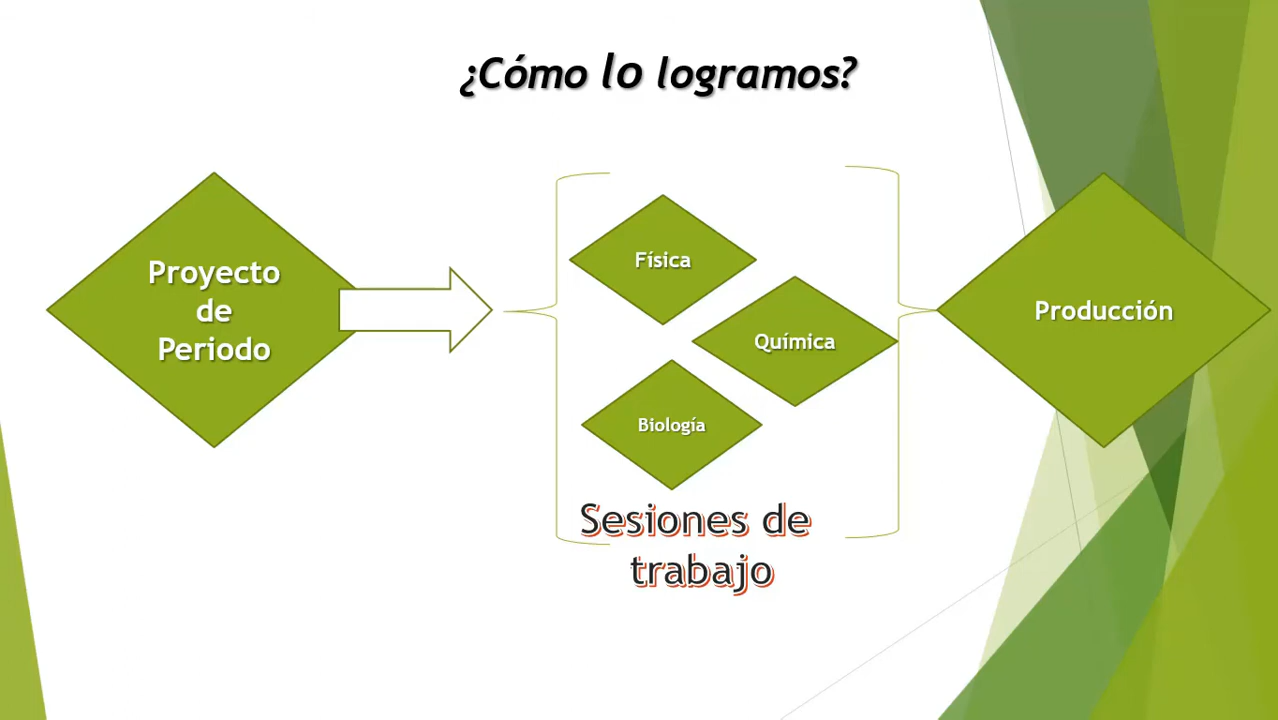 ¿Cómo lo logramos?
Proyecto
de
Periodo
Física
Química
Biología
Sesiones de
trabajo
Producción